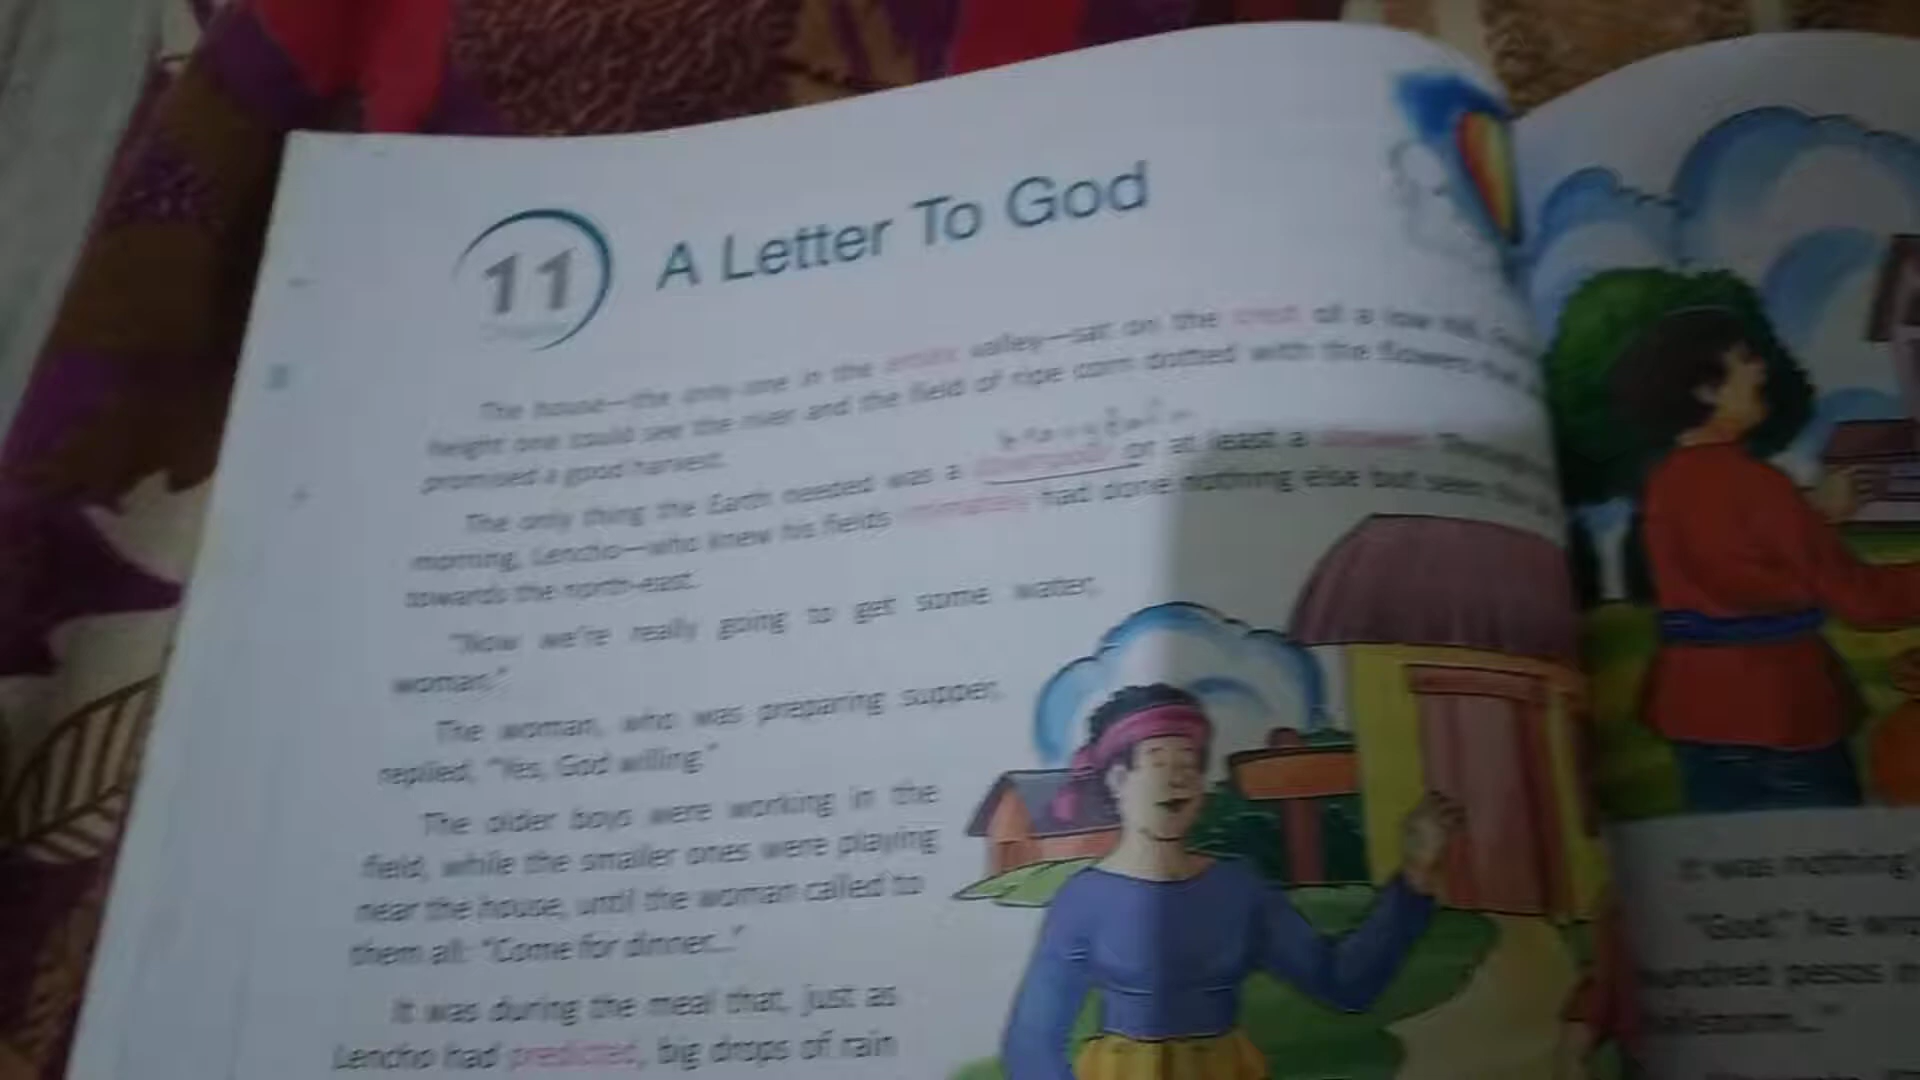 11
A Letter To God
The house—the only one in the entire valley—sat on the crest of a low
height one could see the river and the field of ripe corn dotted with the flowers that
promised a good harvest.
The only thing the Earth needed was a downpour or at least a shower.
morning, Lencho—who knew his fields intimately had done nothing else but seen the
towards the north-east.
"Now we're really going to get some water,
woman."
The woman, who was preparing supper,
replied, "Yes, God willing."
The older boys were working in the
field, while the smaller ones were playing
near the house, until the woman called to
them all: "Come for dinner..."
It was during the meal that, just as
Lencho had predicted, big drops of rain
It was nothing
"God!" he wro
hundred pesos
hailstorm..."